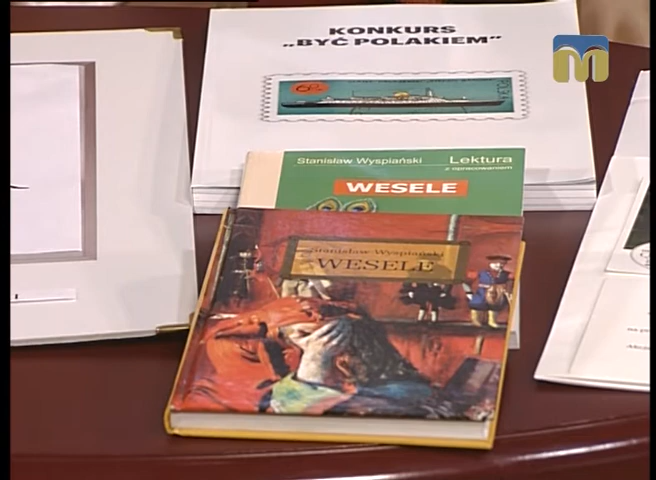 KONKURS
„BYĆ POLAKIEM”
Stanisław Wyspiański
Lektura
z opracowaniem
WESELE
Stanisław Wyspiański
WESELE